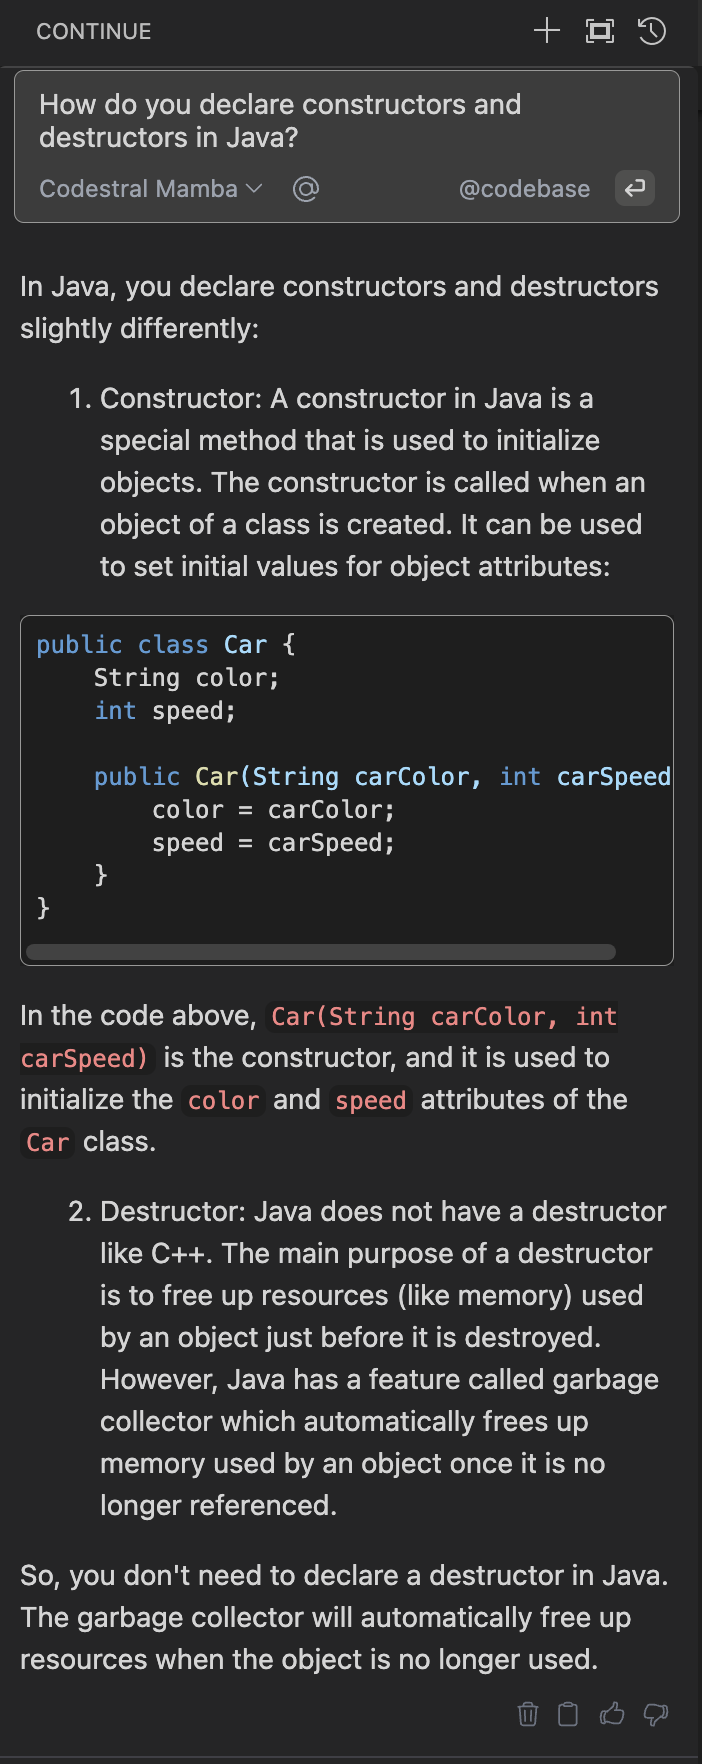 CONTINUE
How do you declare constructors and
destructors in Java?
Codestral Mamba @ @codebase
In Java, you declare constructors and destructors
slightly differently:
1. Constructor: A constructor in Java is a
special method that is used to initialize
objects. The constructor is called when an
object of a class is created. It can be used
to set initial values for object attributes:
public class Car {
    String color;
    int speed;
    public Car(String carColor, int carSpeed
        color = carColor;
        speed = carSpeed;
    }
}
In the code above, Car(String carColor, int
carSpeed) is the constructor, and it is used to
initialize the color and speed attributes of the
Car class.
2. Destructor: Java does not have a destructor
like C++. The main purpose of a destructor
is to free up resources (like memory) used
by an object just before it is destroyed.
However, Java has a feature called garbage
collector which automatically frees up
memory used by an object once it is no
longer referenced.
So, you don't need to declare a destructor in Java.
The garbage collector will automatically free up
resources when the object is no longer used.